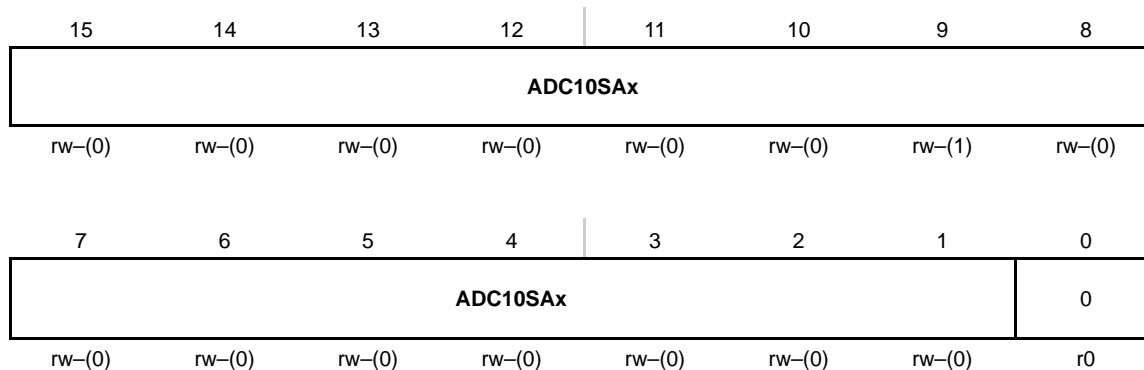 15 14 13 12 11 10 9 8
ADC10SAx
rw–(0) rw–(0) rw–(0) rw–(0) rw–(0) rw–(0) rw–(1) rw–(0)
7 6 5 4 3 2 1 0
ADC10SAx 0
rw–(0) rw–(0) rw–(0) rw–(0) rw–(0) rw–(0) rw–(0) r0